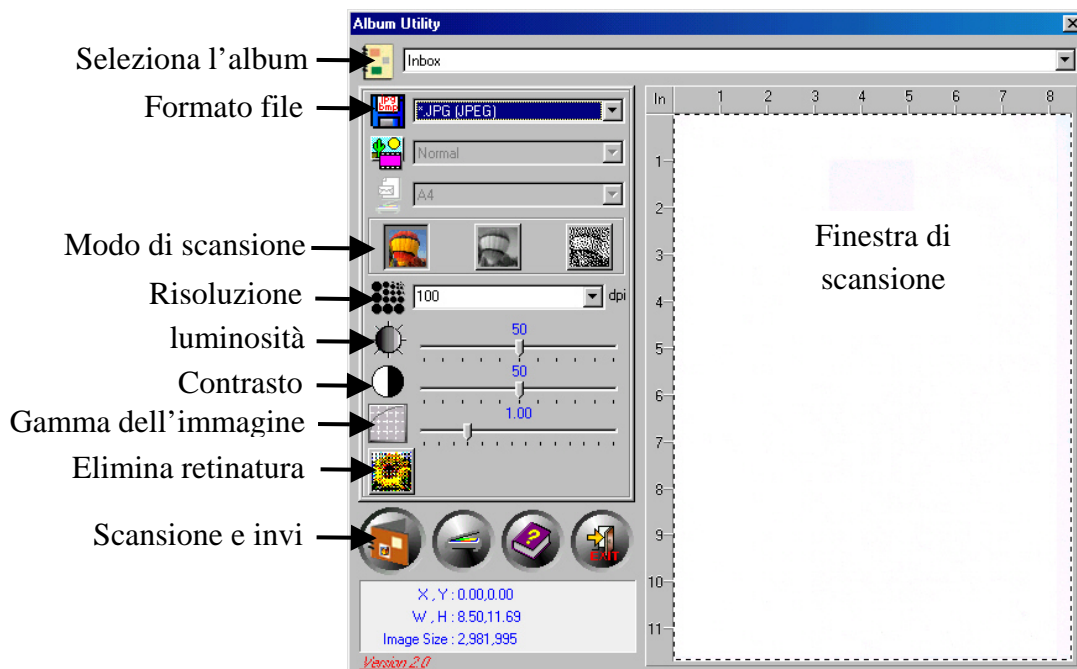 Album Utility
Seleziona l’album
Inbox
Formato file
JPG
bmp
*.JPG (JPEG)
Normal
A4
Modo di scansione
Risoluzione
100
dpi
luminosità
50
Contrasto
50
Gamma dell’immagine
1.00
Elimina retinatura
Scansione e invi
?
EXIT
X , Y : 0.00,0.00
W , H : 8.50,11.69
Image Size : 2,981,995
Version 2.0
In
1 2 3 4 5 6 7 8
1
2
3
4
5
6
7
8
9
10
11
Finestra di
scansione